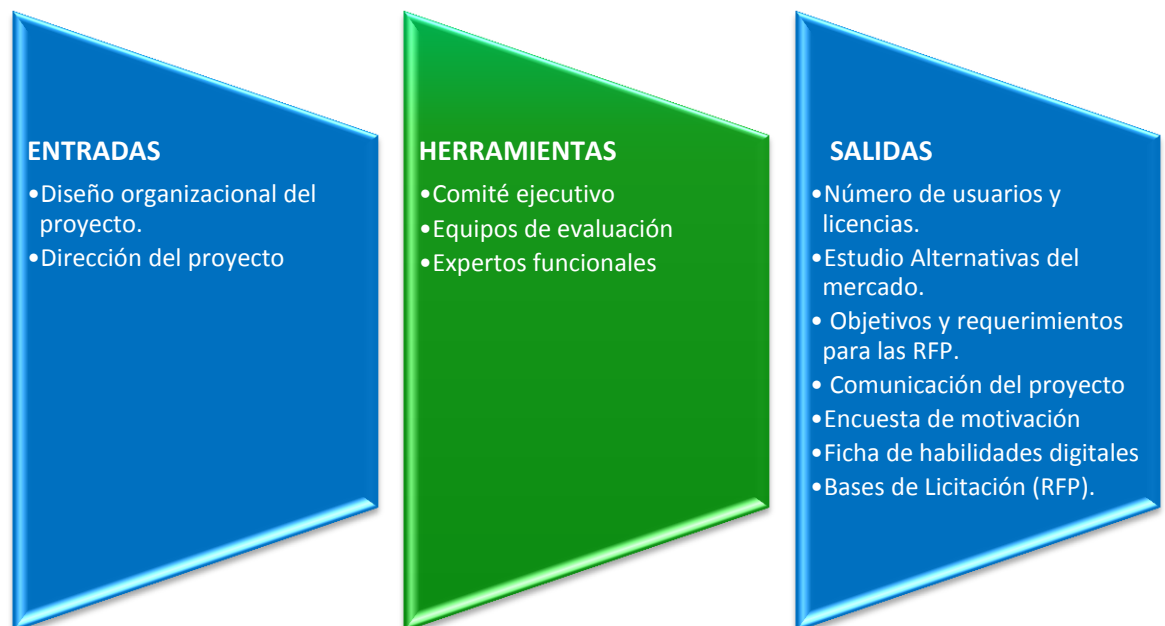 ENTRADAS
•Diseño organizacional del
proyecto.
•Dirección del proyecto
HERRAMIENTAS
•Comité ejecutivo
•Equipos de evaluación
•Expertos funcionales
SALIDAS
•Número de usuarios y
licencias.
•Estudio Alternativas del
mercado.
• Objetivos y requerimientos
para las RFP.
• Comunicación del proyecto
•Encuesta de motivación
•Ficha de habilidades digitales
•Bases de Licitación (RFP).